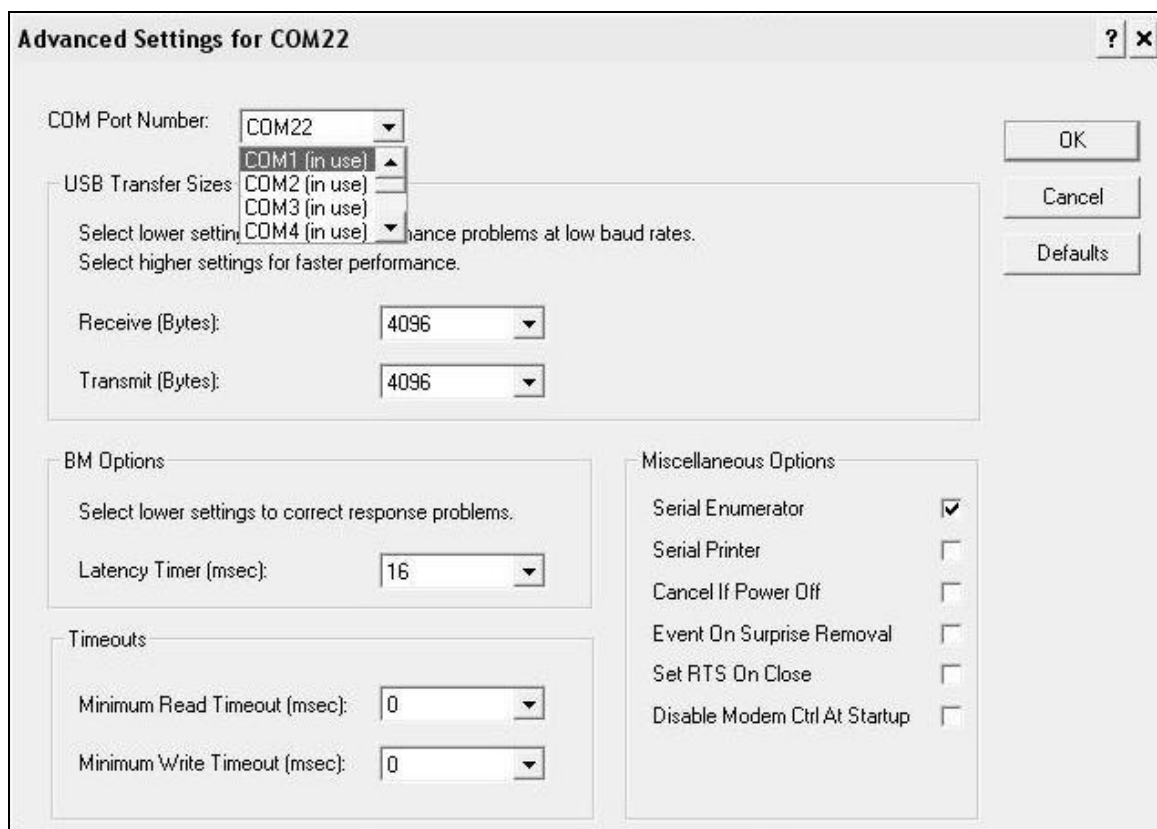 Advanced Settings for COM22
? ×
COM Port Number:
COM22
COM1 (in use)
COM2 (in use)
COM3 (in use)
COM4 (in use)
OK
Cancel
Defaults
USB Transfer Sizes
Select lower setting mance problems at low baud rates.
Select higher settings for faster performance.
Receive (Bytes): 4096
Transmit (Bytes): 4096
BM Options
Select lower settings to correct response problems.
Latency Timer (msec): 16
Timeouts
Minimum Read Timeout (msec): 0
Minimum Write Timeout (msec): 0
Miscellaneous Options
Serial Enumerator
Serial Printer
Cancel If Power Off
Event On Surprise Removal
Set RTS On Close
Disable Modem Ctrl At Startup